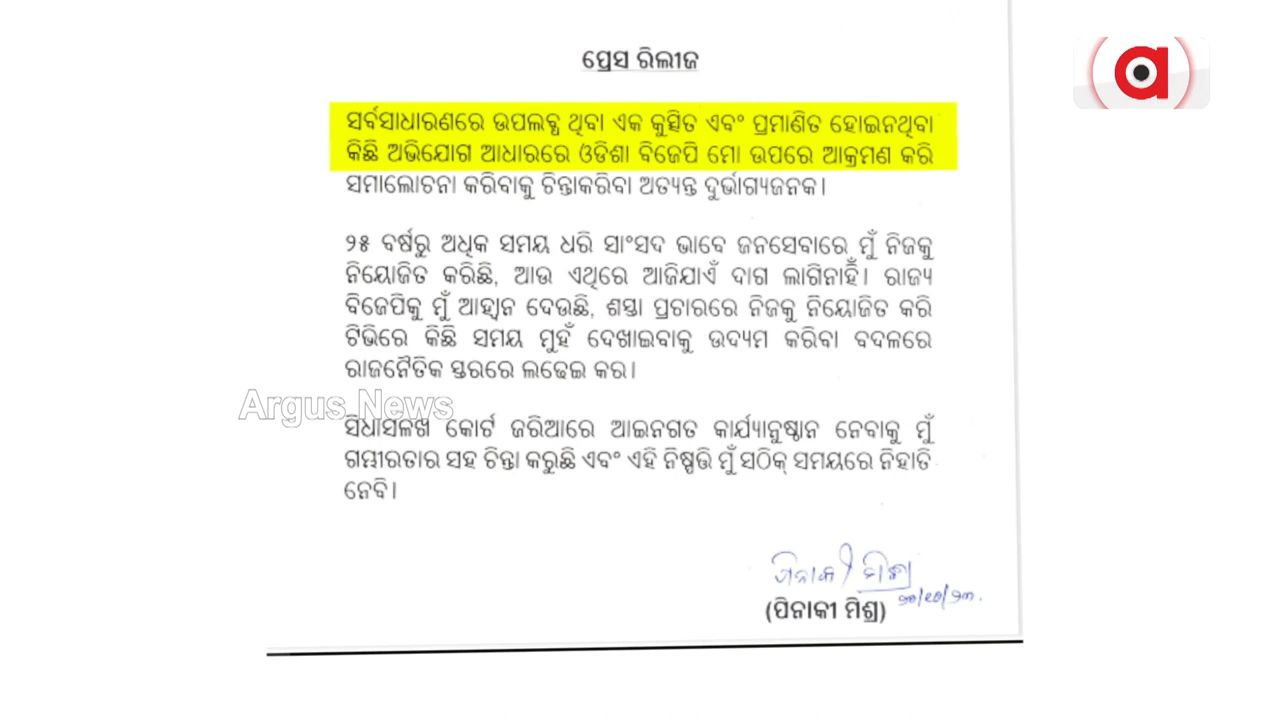 ପ୍ରେସ ରିଲୀଜ
a
ସର୍ବସାଧାରଣରେ ଉପଲବ୍ଧ ଥିବା ଏକ କୁତ୍ସିତ ଏବଂ ପ୍ରମାଣିତ ହୋଇନଥିବା
କିଛି ଅଭିଯୋଗ ଆଧାରରେ ଓଡିଶା ବିଜେପି ମୋ ଉପରେ ଆକ୍ରମଣ କରି
ସମାଲୋଚନା କରିବାକୁ ଚିନ୍ତାକରିବା ଅତ୍ୟନ୍ତ ଦୁର୍ଭାଗ୍ୟଜନକ।
୨୫ ବର୍ଷରୁ ଅଧିକ ସମୟ ଧରି ସାଂସଦ ଭାବେ ଜନସେବାରେ ମୁଁ ନିଜକୁ
ନିୟୋଜିତ କରିଛି, ଆଉ ଏଥିରେ ଆଜିଯାଏଁ ଦାଗ ଲାଗିନାହିଁ। ରାଜ୍ୟ
ବିଜେପିକୁ ମୁଁ ଆହ୍ୱାନ ଦେଉଛି, ଶସ୍ତା ପ୍ରଚାରରେ ନିଜକୁ ନିୟୋଜିତ କରି
ଟିଭିରେ କିଛି ସମୟ ମୁହଁ ଦେଖାଇବାକୁ ଉଦ୍ୟମ କରିବା ବଦଳରେ
ରାଜନୈତିକ ସ୍ତରରେ ଲଢେଇ କର।
Argus News
ସିଧାସଳଖ କୋର୍ଟ ଜରିଆରେ ଆଇନଗତ କାର୍ଯ୍ୟାନୁଷ୍ଠାନ ନେବାକୁ ମୁଁ
ଗମ୍ଭୀରତାର ସହ ଚିନ୍ତା କରୁଛି ଏବଂ ଏହି ନିଷ୍ପତ୍ତି ମୁଁ ସଠିକ୍ ସମୟରେ ନିହାତି
ନେବି।
ପିନାକୀ ମିଶ୍ର
୨୦/୧୦/୨୩.
(ପିନାକୀ ମିଶ୍ର)